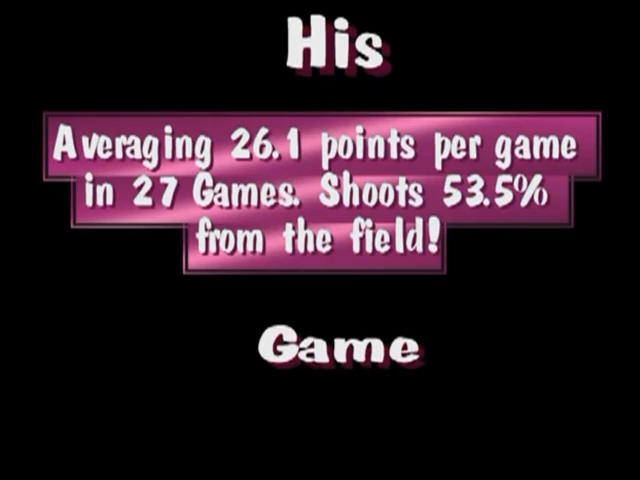 His
Averaging 26.1 points per game
in 27 Games. Shoots 53.5%
from the field!
Game